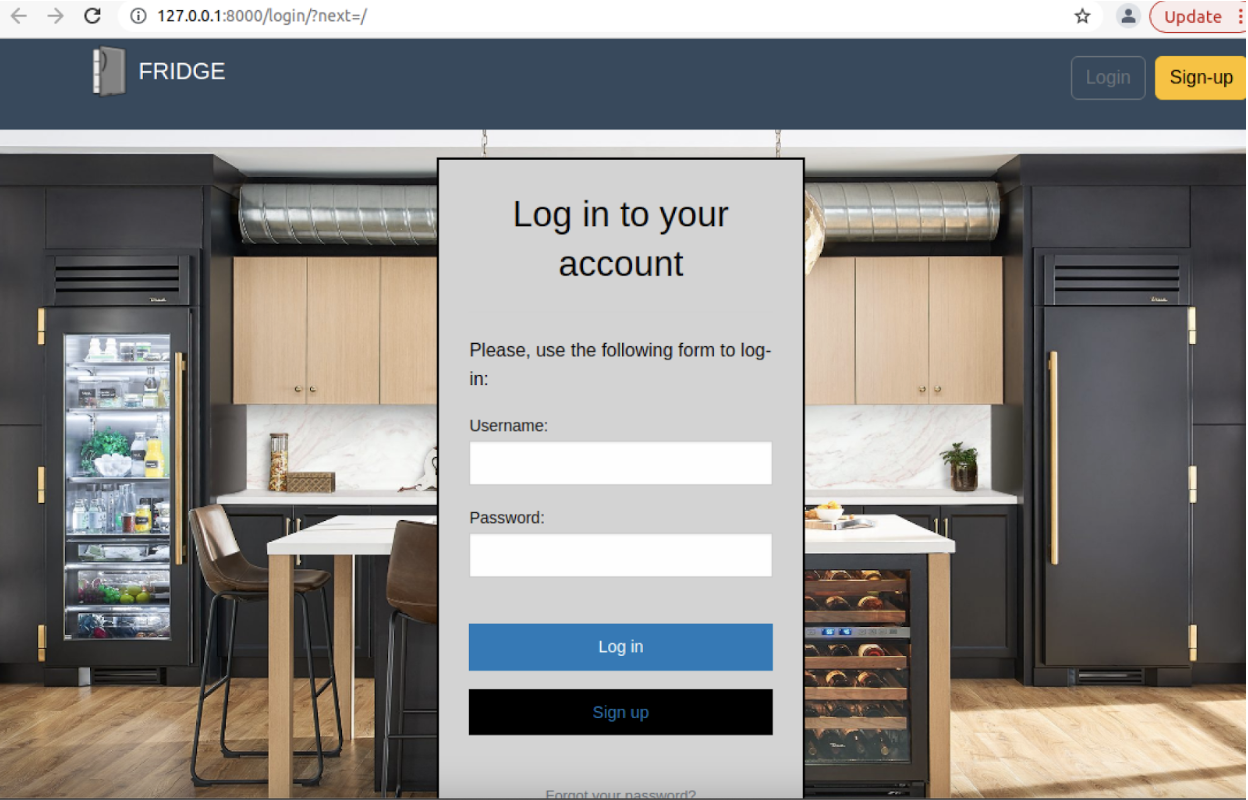 127.0.0.1:8000/login/?next=/
Update
FRIDGE
Login
Sign-up
Log in to your
account
Please, use the following form to log-
in:
Username:
Password:
Log in
Sign up
Forgot your password?